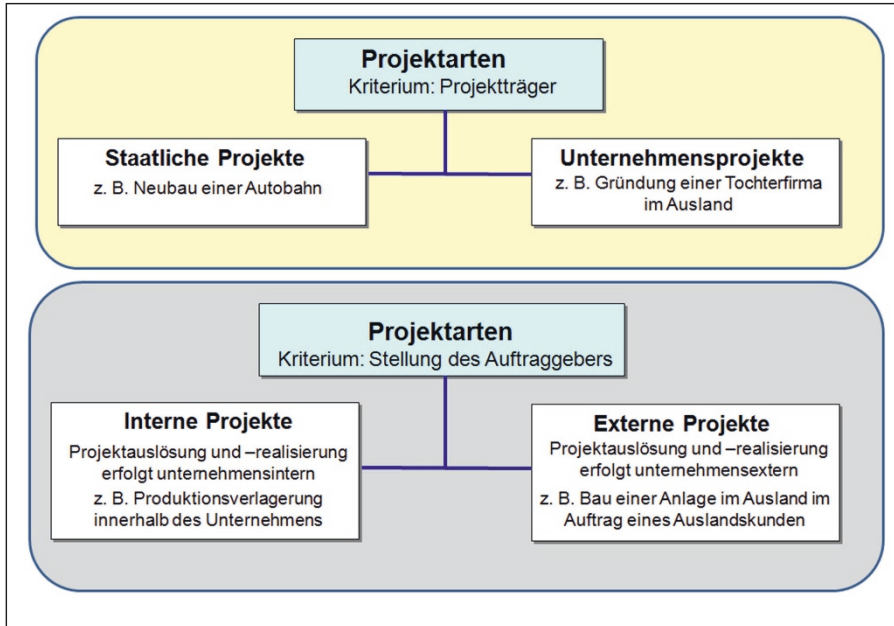 Projektarten
Kriterium: Projektträger
Staatliche Projekte
z. B. Neubau einer Autobahn
Unternehmensprojekte
z. B. Gründung einer Tochterfirma
im Ausland
Projektarten
Kriterium: Stellung des Auftraggebers
Interne Projekte
Projektauslösung und –realisierung
erfolgt unternehmensintern
z. B. Produktionsverlagerung
innerhalb des Unternehmens
Externe Projekte
Projektauslösung und –realisierung
erfolgt unternehmensextern
z. B. Bau einer Anlage im Ausland im
Auftrag eines Auslandskunden